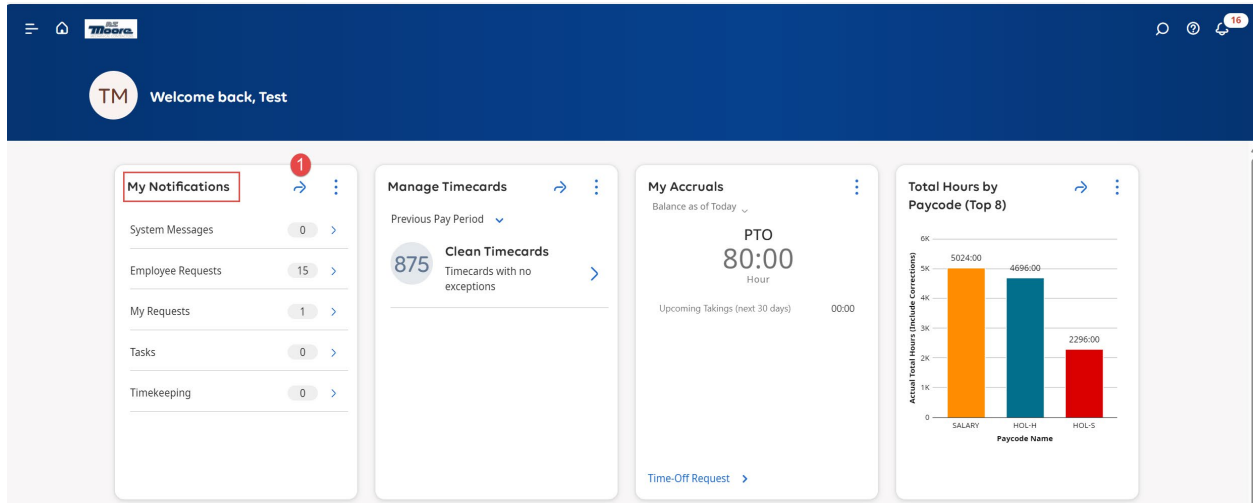 RE
Moore
16
TM
Welcome back, Test
1
My Notifications
System Messages 0
Employee Requests 15
My Requests 1
Tasks 0
Timekeeping 0
Manage Timecards
Previous Pay Period
875
Clean Timecards
Timecards with no
exceptions
My Accruals
Balance as of Today
PTO
80:00
Hour
Upcoming Takings (next 30 days) 00:00
Time-Off Request
Total Hours by
Paycode (Top 8)
Actual Total Hours (Include Corrections)
6K
5K
4K
3K
2K
1K
0
5024:00
4696:00
2296:00
SALARY HOL-H HOL-S
Paycode Name